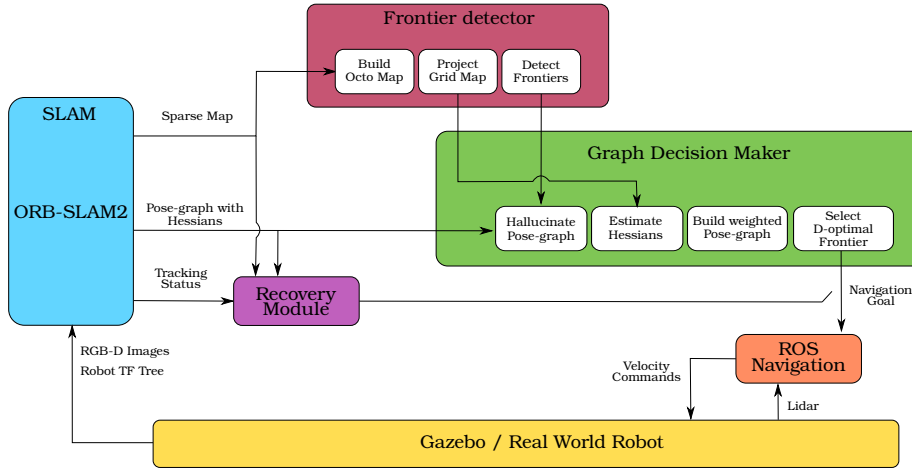 Frontier detector
Build
Octo Map
Project
Grid Map
Detect
Frontiers
SLAM
ORB-SLAM2
Sparse Map
Pose-graph with
Hessians
Tracking
Status
Graph Decision Maker
Hallucinate
Pose-graph
Estimate
Hessians
Build weighted
Pose-graph
Select
D-optimal
Frontier
Recovery
Module
Navigation
Goal
RGB-D Images
Robot TF Tree
Velocity
Commands
ROS
Navigation
Lidar
Gazebo / Real World Robot